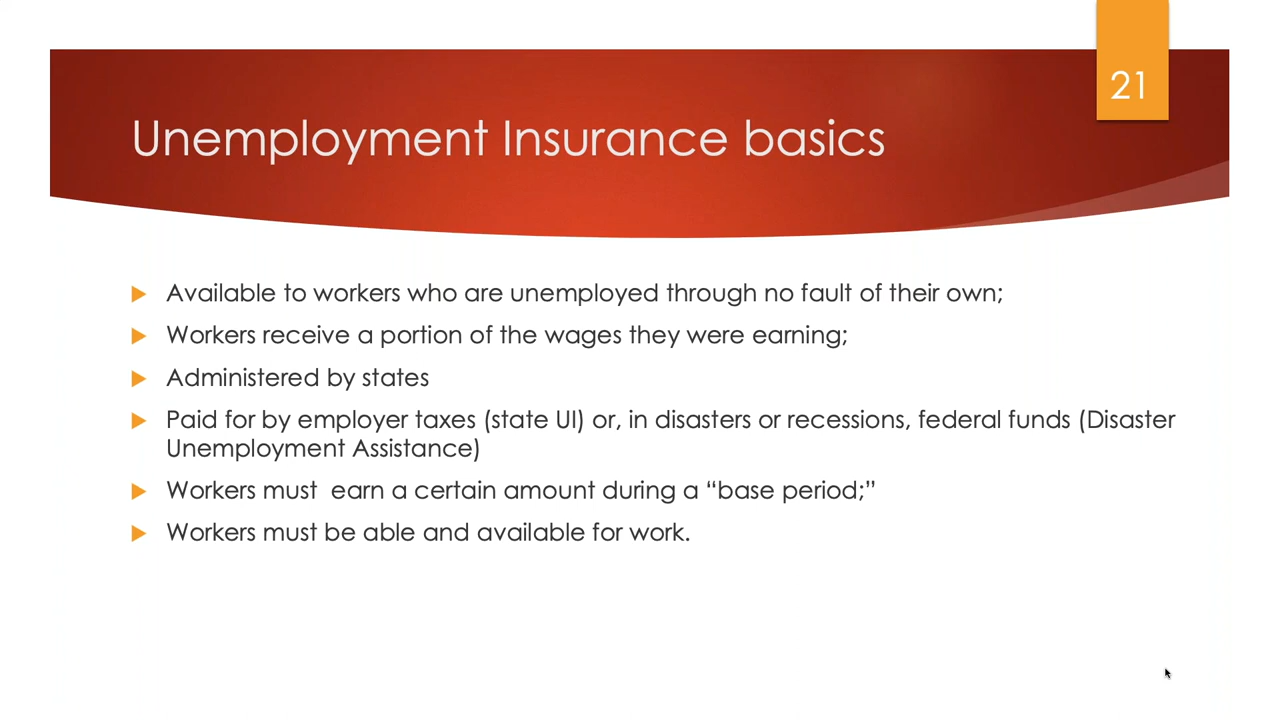 21
Unemployment Insurance basics
Available to workers who are unemployed through no fault of their own;
Workers receive a portion of the wages they were earning;
Administered by states
Paid for by employer taxes (state UI) or, in disasters or recessions, federal funds (Disaster
Unemployment Assistance)
Workers must  earn a certain amount during a “base period;”
Workers must be able and available for work.